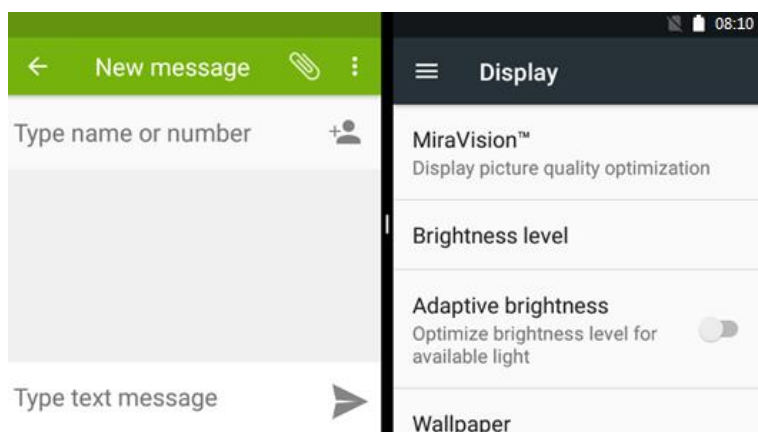 New message
Type name or number
Type text message
08:10
Display
MiraVision™
Display picture quality optimization
Brightness level
Adaptive brightness
Optimize brightness level for
available light
Wallpaper